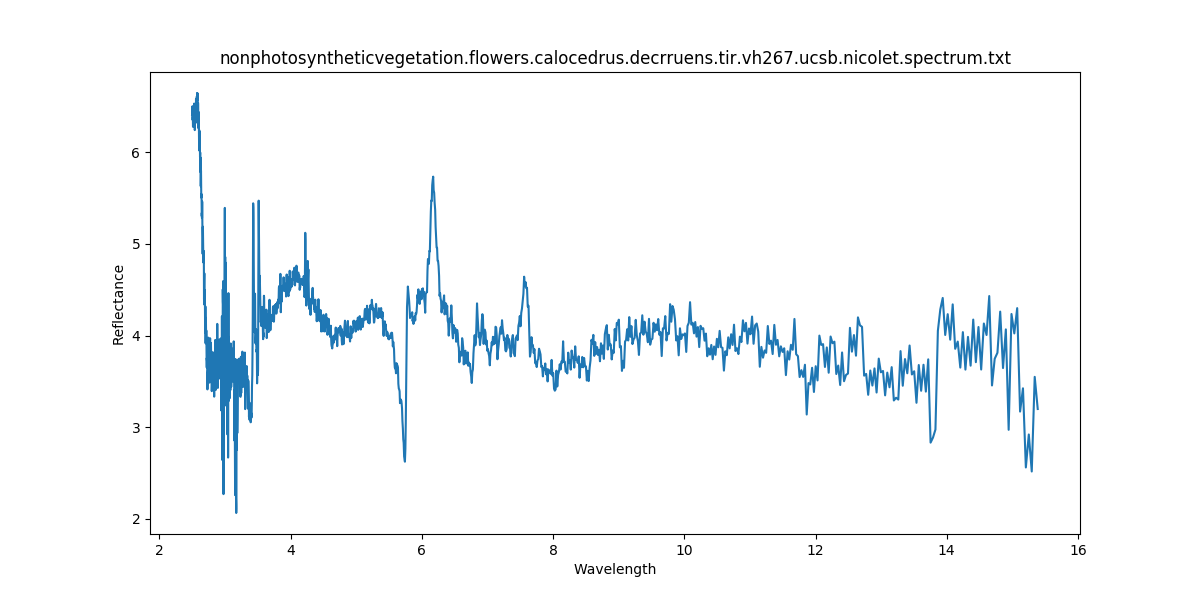 nonphotosyntheticvegetation.flowers.calocedrus.decrruens.tir.vh267.ucsb.nicolet.spectrum.txt
6
5
4
3
2
Reflectance
2 4 6 8 10 12 14 16
Wavelength